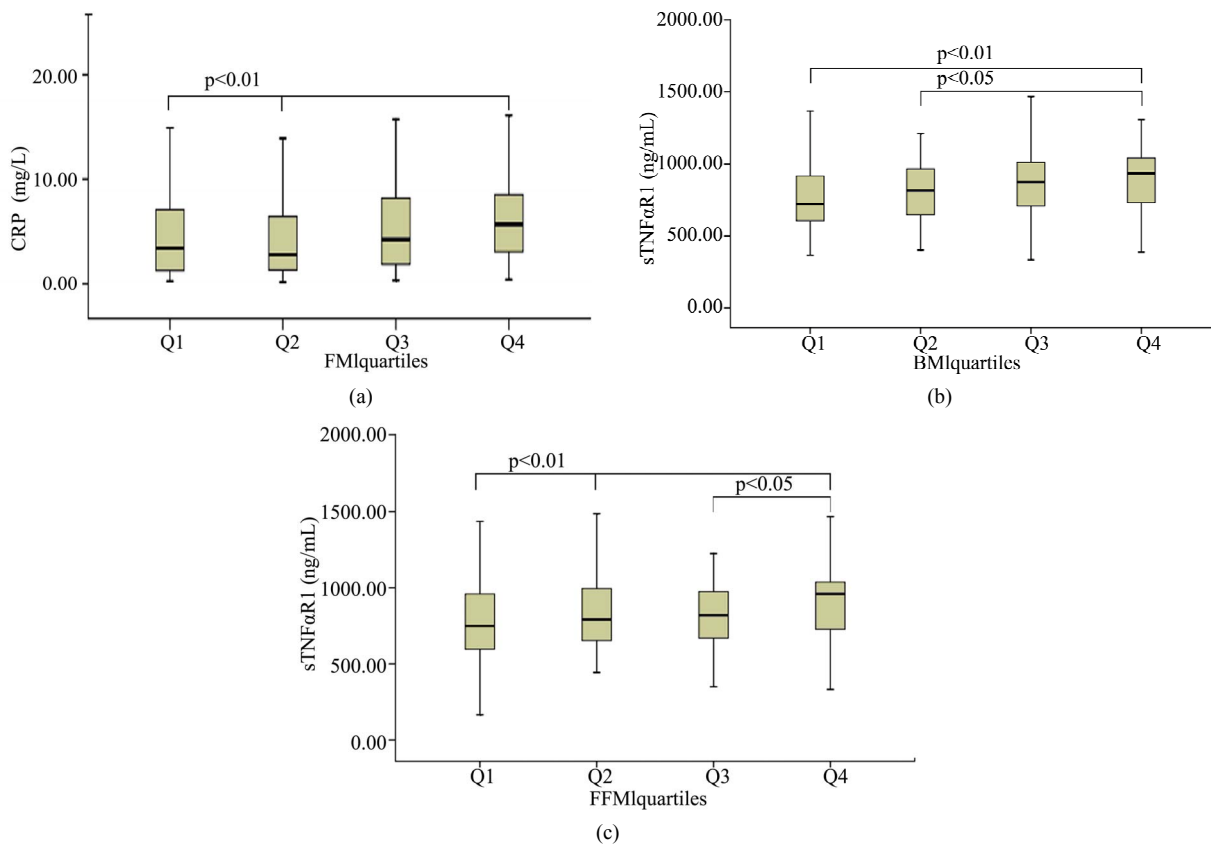 CRP (mg/L)
20.00
10.00
0.00
p<0.01
Q1 Q2 Q3 Q4
FMIquartiles
(a)
sTNFαR1 (ng/mL)
2000.00
1500.00
1000.00
500.00
0.00
p<0.01
p<0.05
Q1 Q2 Q3 Q4
BMIquartiles
(b)
sTNFαR1 (ng/mL)
2000.00
1500.00
1000.00
500.00
0.00
p<0.01
p<0.05
Q1 Q2 Q3 Q4
FFMIquartiles
(c)